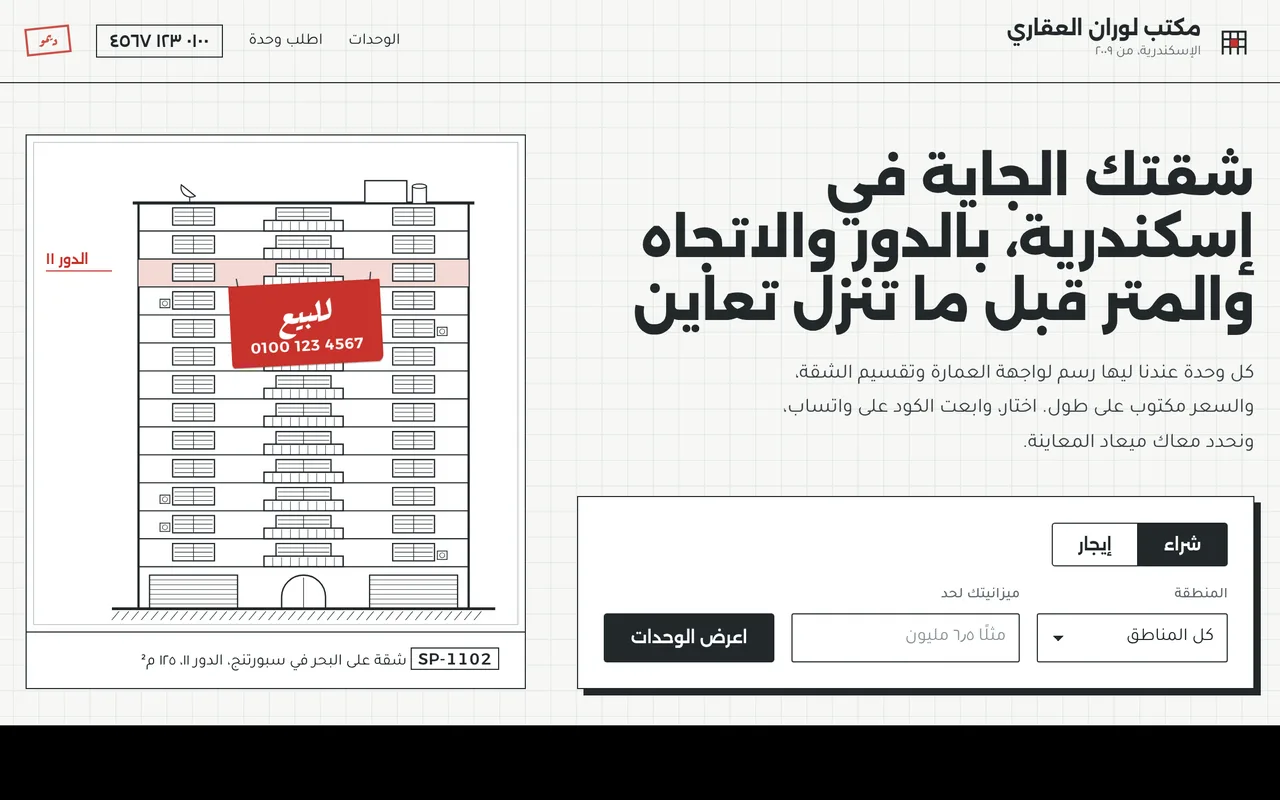 مكتب لوران العقاري
الإسكندرية، من ٢٠٠٩
الوحدات
اطلب وحدة
٠١٠٠ ١٢٣ ٤٥٦٧
ديمو
شقتك الجاية في
إسكندرية، بالدور والاتجاه
والمتر قبل ما تنزل تعاين
كل وحدة عندنا ليها رسم لواجهة العمارة وتقسيم الشقة،
والسعر مكتوب على طول. اختار، وابعت الكود على واتساب،
ونحدد معاك ميعاد المعاينة.
شراء
إيجار
المنطقة
ميزانيتك لحد
كل المناطق
مثلًا ٦٫٥ مليون
اعرض الوحدات
الدور ١١
للبيع
0100 123 4567
SP-1102 شقة على البحر في سبورتنج، الدور ١١، ١٢٥ م²